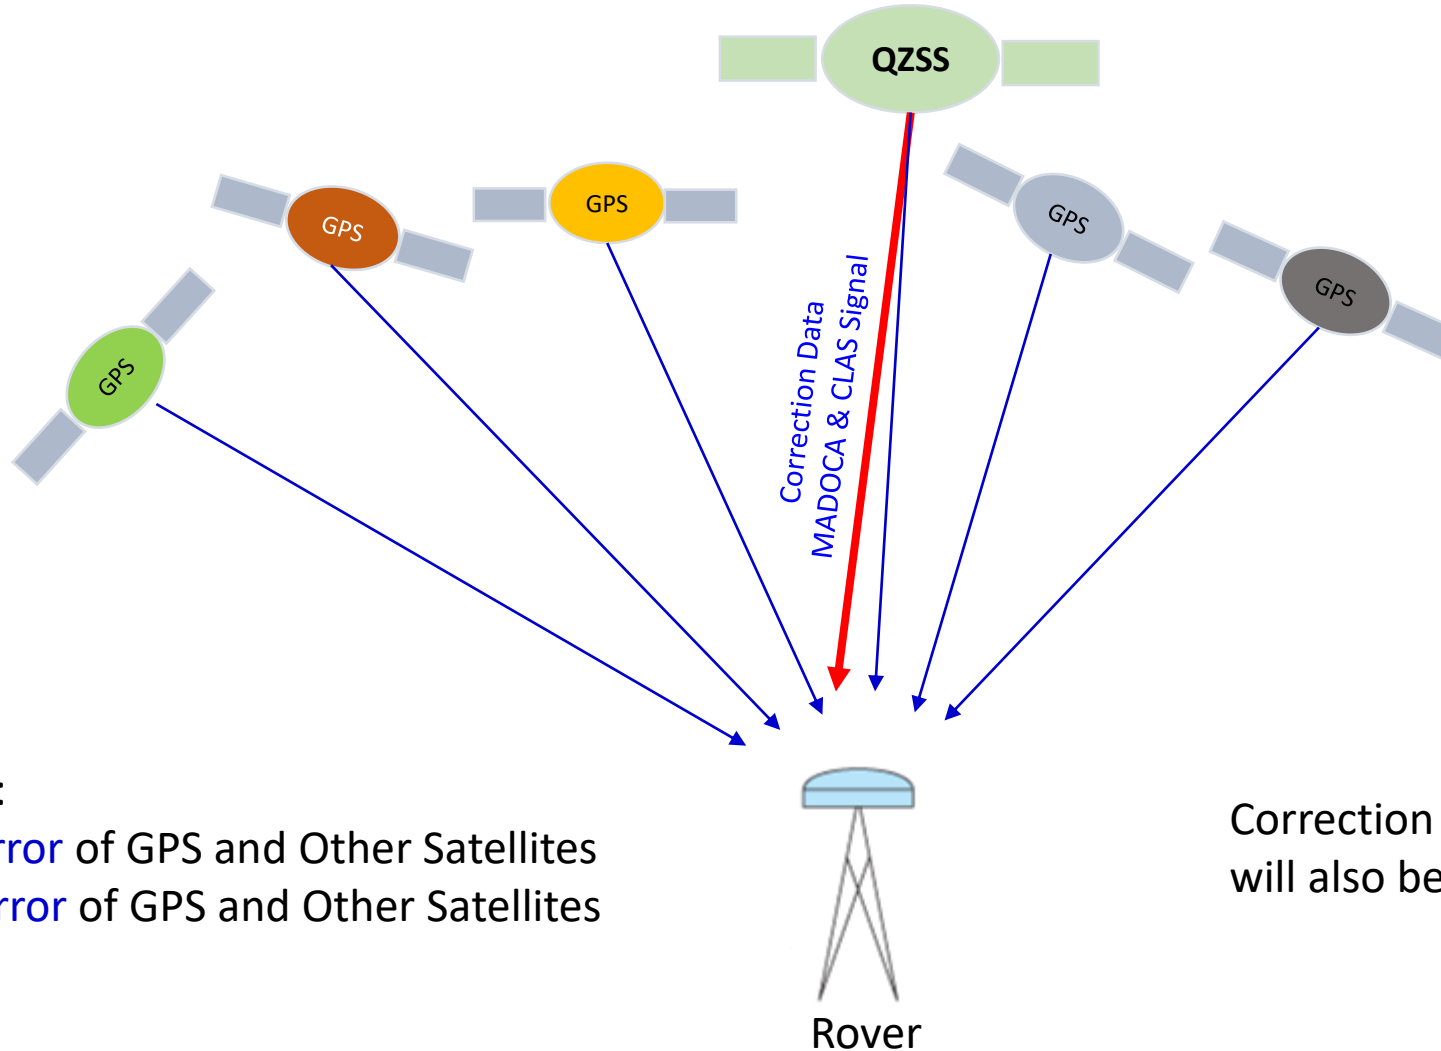 QZSS
GPS
GPS
GPS
GPS
GPS
Correction Data
MADOCA & CLAS Signal
:
rror of GPS and Other Satellites
rror of GPS and Other Satellites
Correction
will also be
Rover